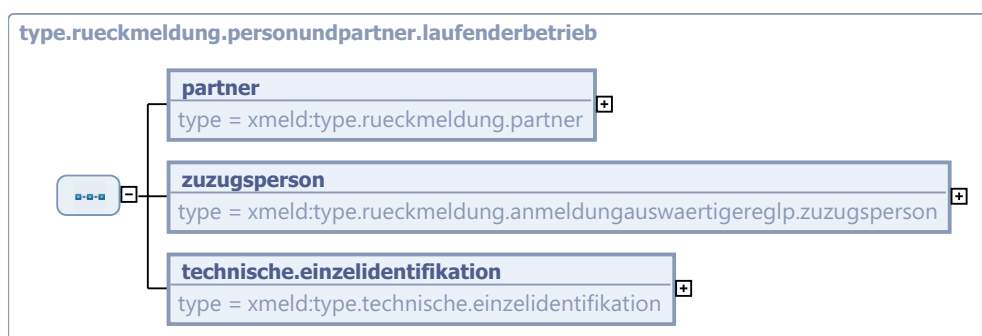 type.rueckmeldung.personundpartner.laufenderbetrieb
partner
type = xmeld:type.rueckmeldung.partner
zuzugsperson
type = xmeld:type.rueckmeldung.anmeldungauswaertigereglp.zuzugsperson
technische.einzelidentifikation
type = xmeld:type.technische.einzelidentifikation